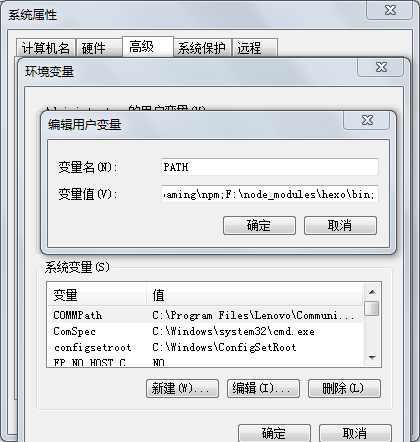 系统属性
计算机名 硬件 高级 系统保护 远程
环境变量
的用户变量(U)
编辑用户变量
变量名(N): PATH
变量值(V): aming\npm;F:\node_modules\hexo\bin;
确定 取消
系统变量(S)
变量 值
COMMPath C:\Program Files\Lenovo\Communi...
ComSpec C:\Windows\system32\cmd.exe
configsetroot C:\Windows\ConfigSetRoot
FP_NO_HOST_C... NO
新建(W)... 编辑(I)... 删除(L)
确定 取消